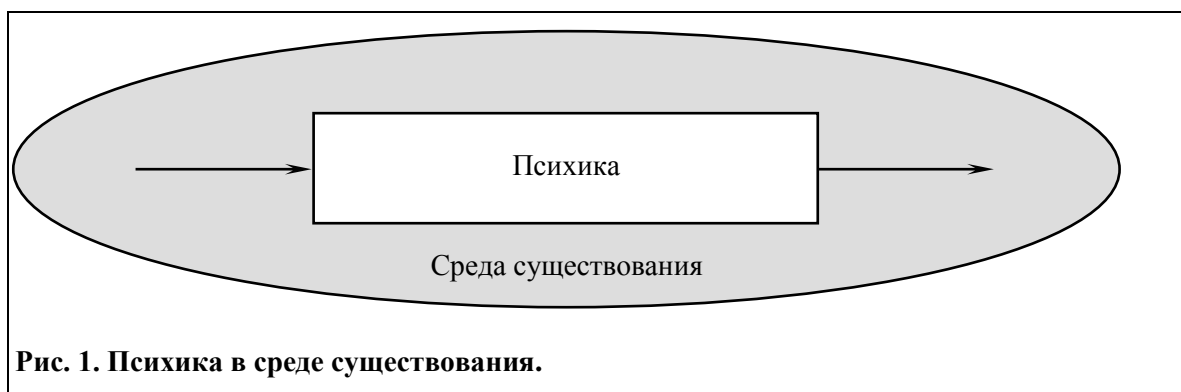 Психика
Среда существования
Рис. 1. Психика в среде существования.